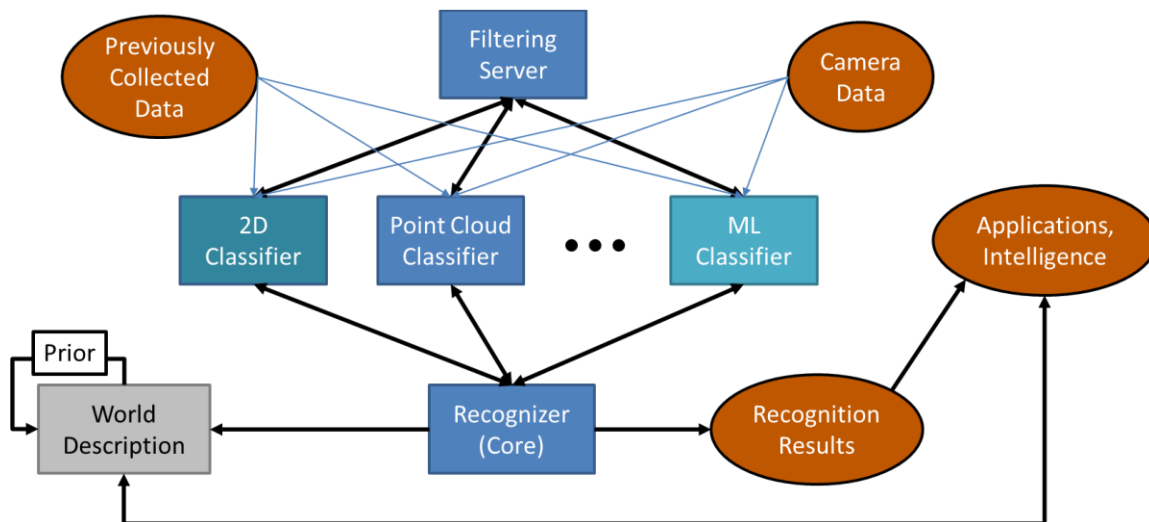 Previously
Collected
Data
Filtering
Server
Camera
Data
2D
Classifier
Point Cloud
Classifier
ML
Classifier
Applications,
Intelligence
Prior
World
Description
Recognizer
(Core)
Recognition
Results